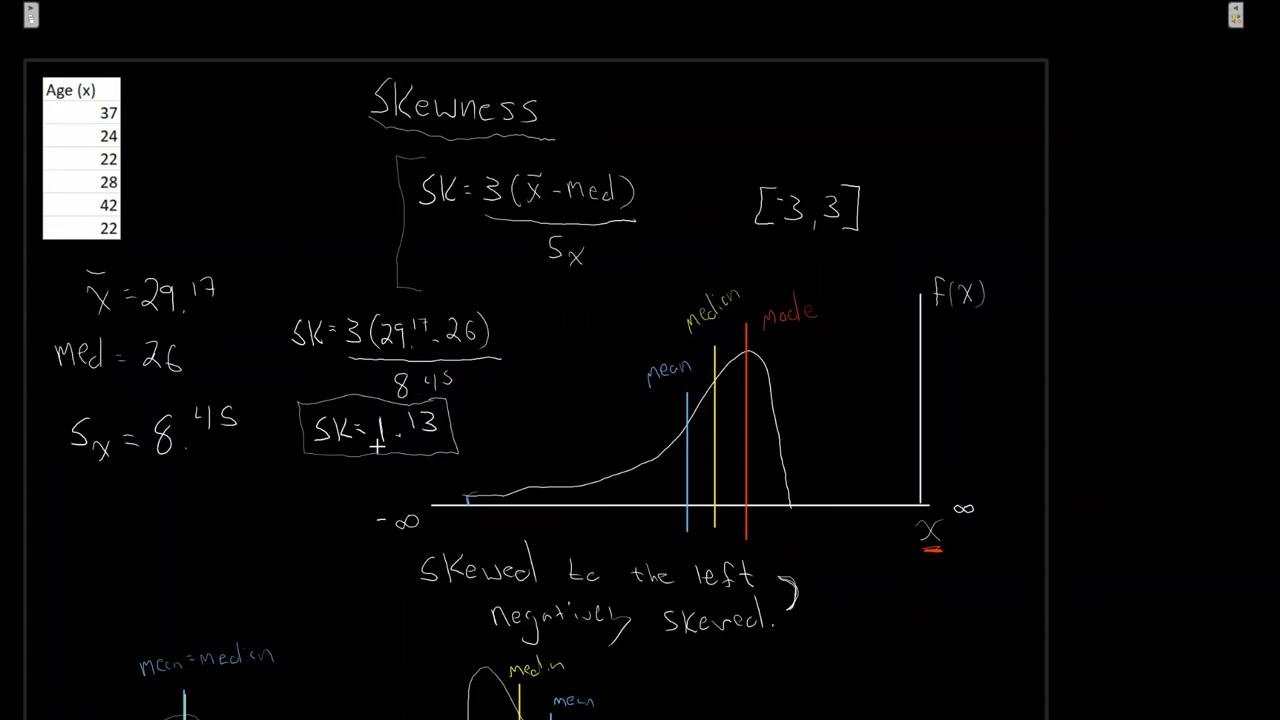 Age (x)
37
24
22
28
42
22
Skewness
SK = 3(x̄ - med)
Sx
[-3, 3]
x̄ = 29.17
med = 26
Sx = 8.45
SK = 3(29.17 - 26)
8.45
SK = 1.13
mean
median
mode
f(x)
-∞
∞
x
Skewed to the left,
negatively skewed.
mean = median
medin
mean